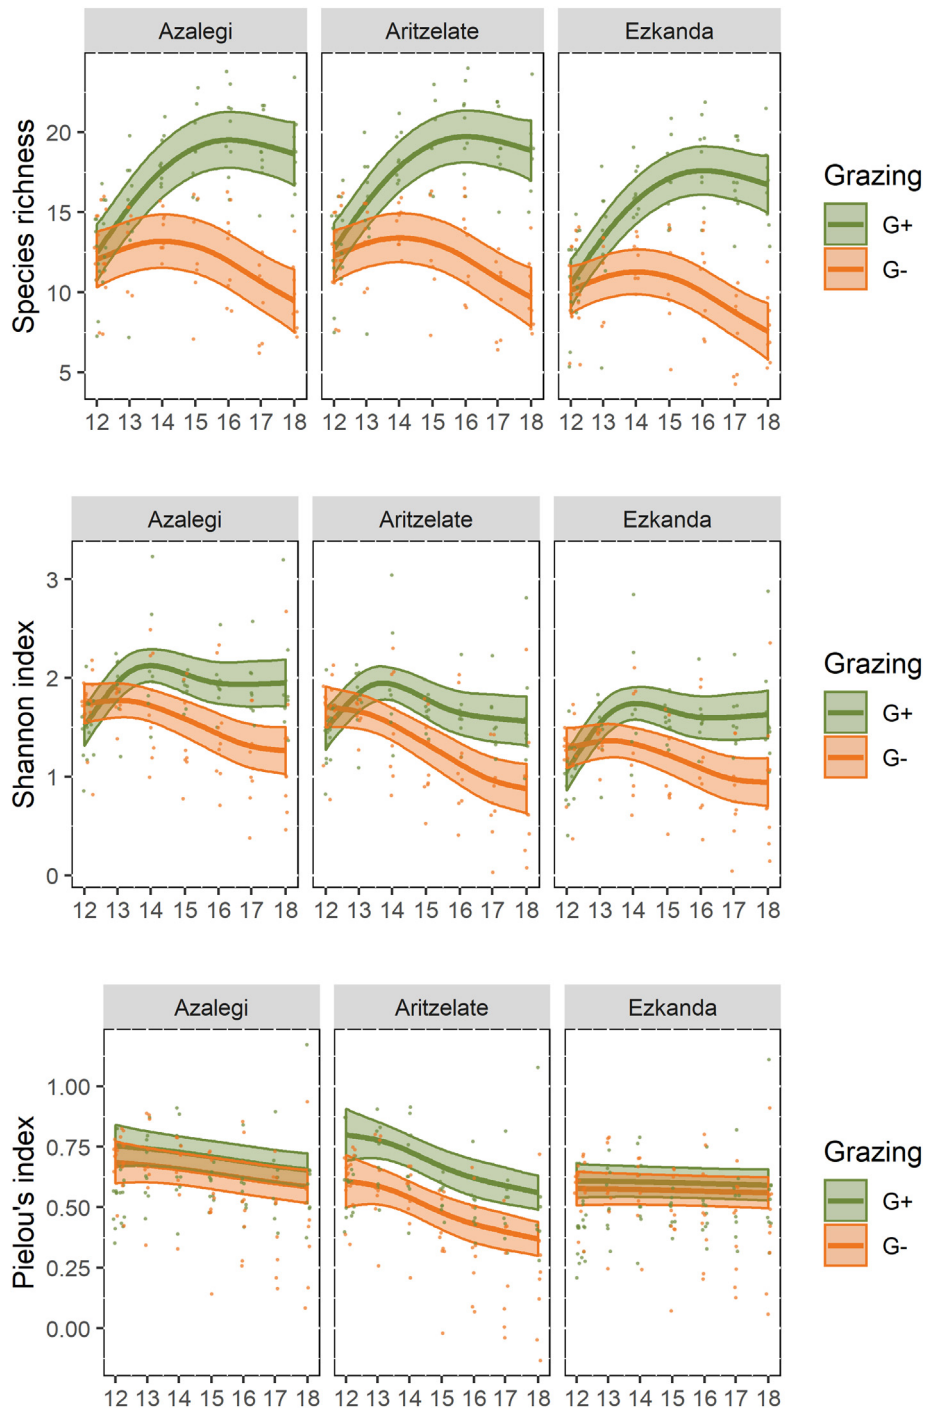 Azalegi Aritzelate Ezkanda
Species richness
20
15
10
5
12 13 14 15 16 17 18 12 13 14 15 16 17 18 12 13 14 15 16 17 18
Grazing
G+
G-
Azalegi Aritzelate Ezkanda
Shannon index
3
2
1
0
12 13 14 15 16 17 18 12 13 14 15 16 17 18 12 13 14 15 16 17 18
Grazing
G+
G-
Azalegi Aritzelate Ezkanda
Pielou's index
1.00
0.75
0.50
0.25
0.00
12 13 14 15 16 17 18 12 13 14 15 16 17 18 12 13 14 15 16 17 18
Grazing
G+
G-